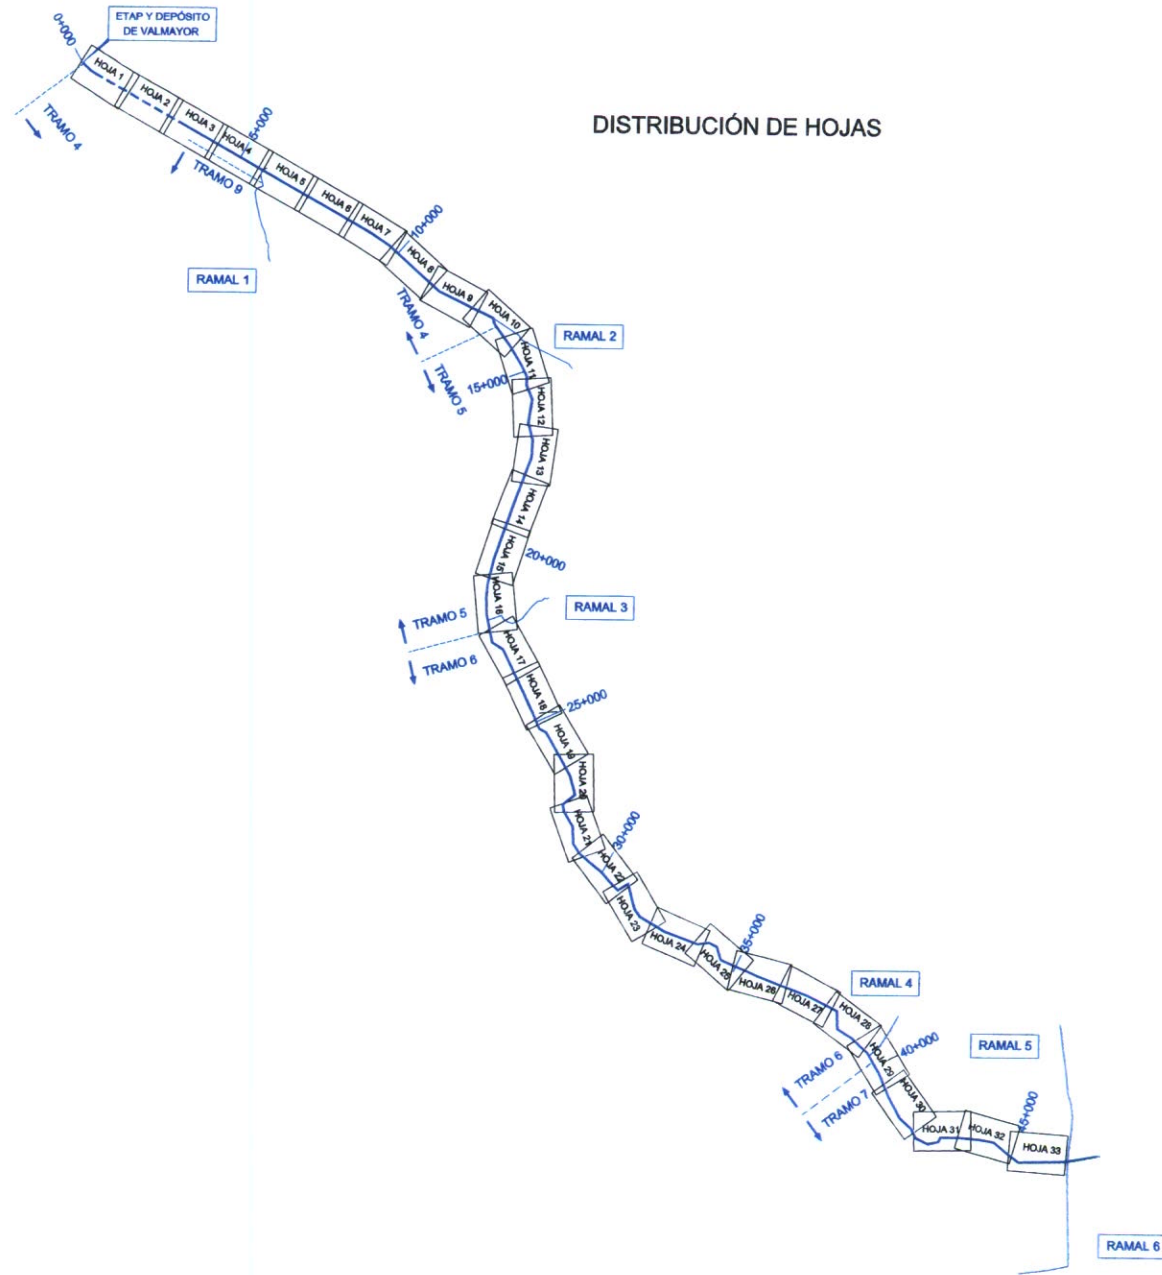 ETAP Y DEPÓSITO
DE VALMAYOR
0+000
HOJA 1
HOJA 2
HOJA 3
HOJA 4
5+000
TRAMO 4
TRAMO 9
DISTRIBUCIÓN DE HOJAS
HOJA 5
HOJA 6
HOJA 7
10+000
RAMAL 1
HOJA 8
HOJA 9
HOJA 10
TRAMO 4
RAMAL 2
HOJA 11
TRAMO 5
15+000
HOJA 12
HOJA 13
HOJA 14
HOJA 15
20+000
HOJA 16
RAMAL 3
TRAMO 5
TRAMO 6
HOJA 17
HOJA 18
25+000
HOJA 19
HOJA 20
HOJA 21
30+000
HOJA 22
HOJA 23
HOJA 24
35+000
HOJA 25
HOJA 26
HOJA 27
RAMAL 4
HOJA 28
HOJA 29
40+000
RAMAL 5
TRAMO 6
TRAMO 7
HOJA 30
HOJA 31
HOJA 32
45+000
HOJA 33
RAMAL 6